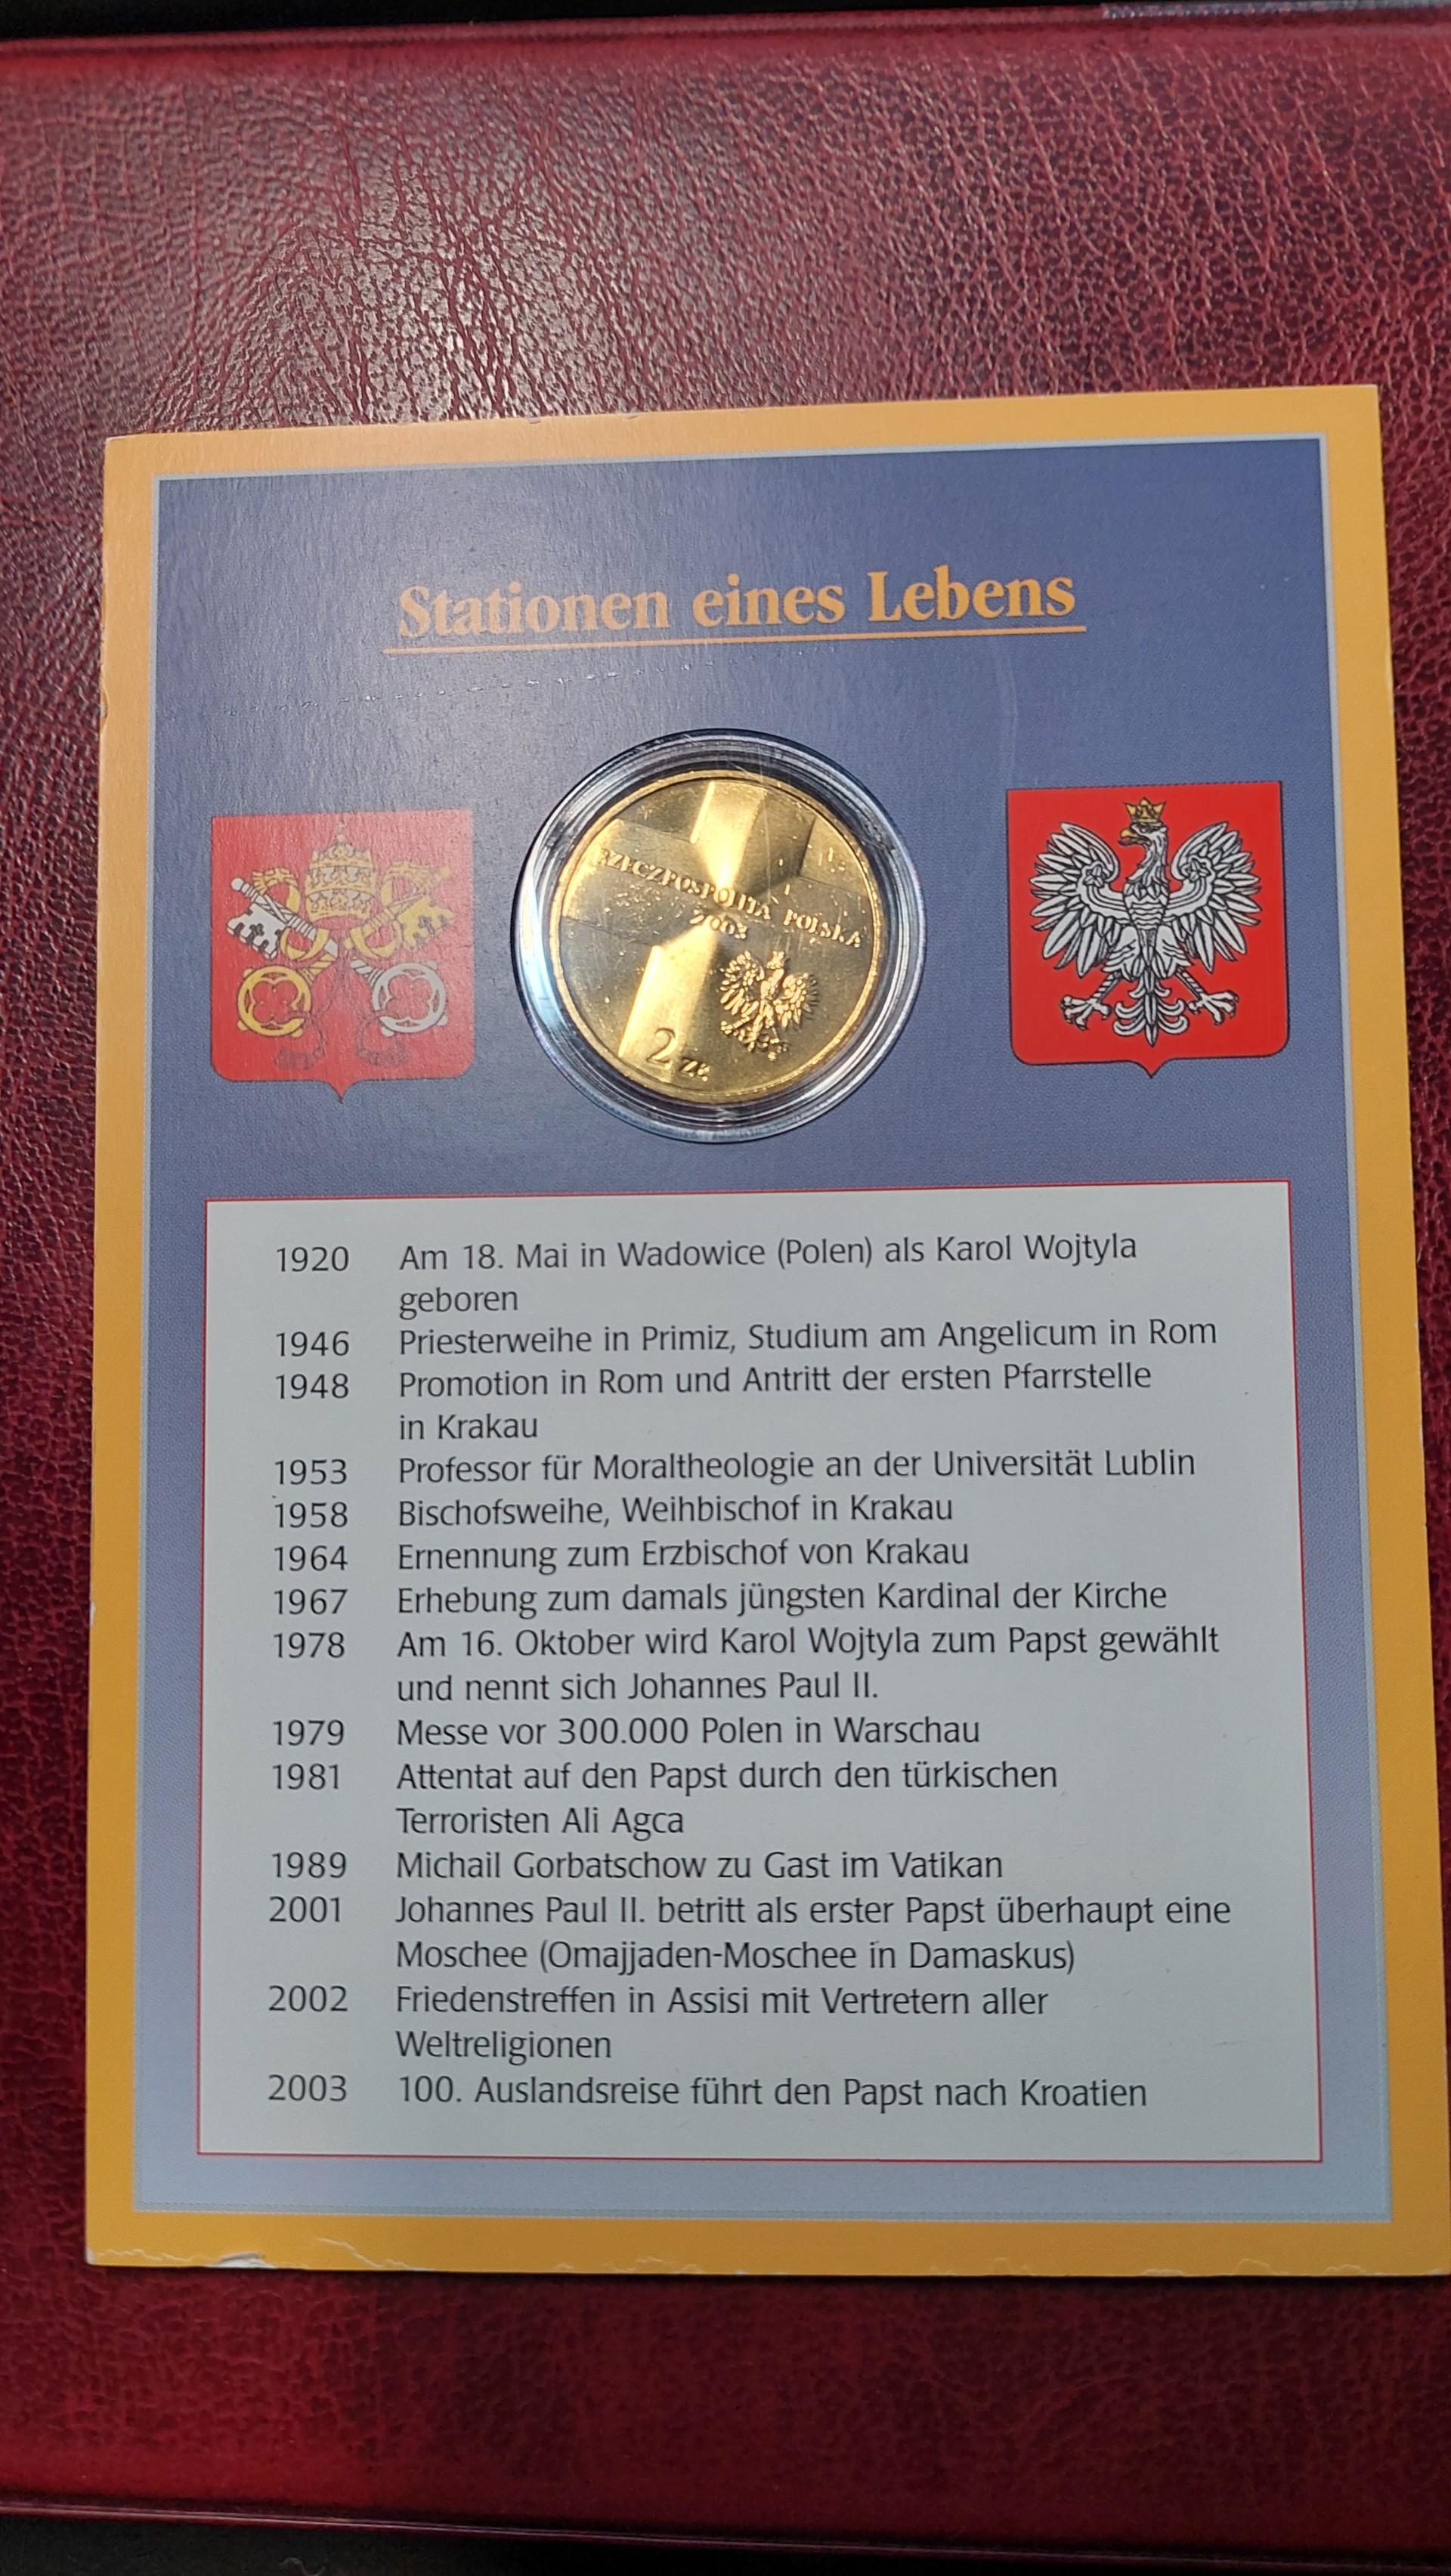 Stationen eines Lebens
RZECZPOSPOLITA POLSKA
2003
2 ZŁ
1920 Am 18. Mai in Wadowice (Polen) als Karol Wojtyla
geboren
1946 Priesterweihe in Primiz, Studium am Angelicum in Rom
1948 Promotion in Rom und Antritt der ersten Pfarrstelle
in Krakau
1953 Professor für Moraltheologie an der Universität Lublin
1958 Bischofsweihe, Weihbischof in Krakau
1964 Ernennung zum Erzbischof von Krakau
1967 Erhebung zum damals jüngsten Kardinal der Kirche
1978 Am 16. Oktober wird Karol Wojtyla zum Papst gewählt
und nennt sich Johannes Paul II.
1979 Messe vor 300.000 Polen in Warschau
1981 Attentat auf den Papst durch den türkischen
Terroristen Ali Agca
1989 Michail Gorbatschow zu Gast im Vatikan
2001 Johannes Paul II. betritt als erster Papst überhaupt eine
Moschee (Omajjaden-Moschee in Damaskus)
2002 Friedenstreffen in Assisi mit Vertretern aller
Weltreligionen
2003 100. Auslandsreise führt den Papst nach Kroatien